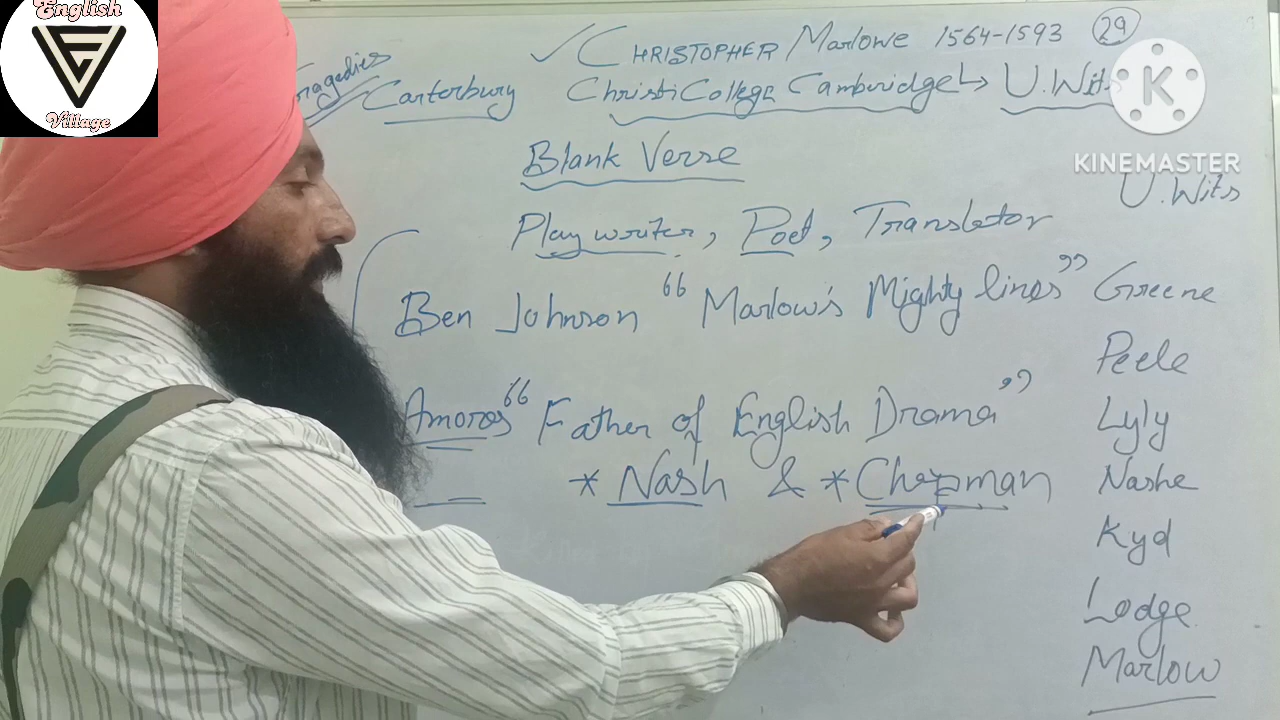 English
Village
✓ CHRISTOPHER Marlowe 1564-1593 29
Tragedies
Canterbury Christi College Cambridge ↳ U. Wits
KINEMASTER
Blank Verse
U. Wits
Play writer, Poet, Translator
Ben Johnson “Marlow's Mighty lines”
Amores “Father of English Drama”
* Nash & * Chapman
Greene
Peele
Lyly
Nashe
Kyd
Lodge
Marlow